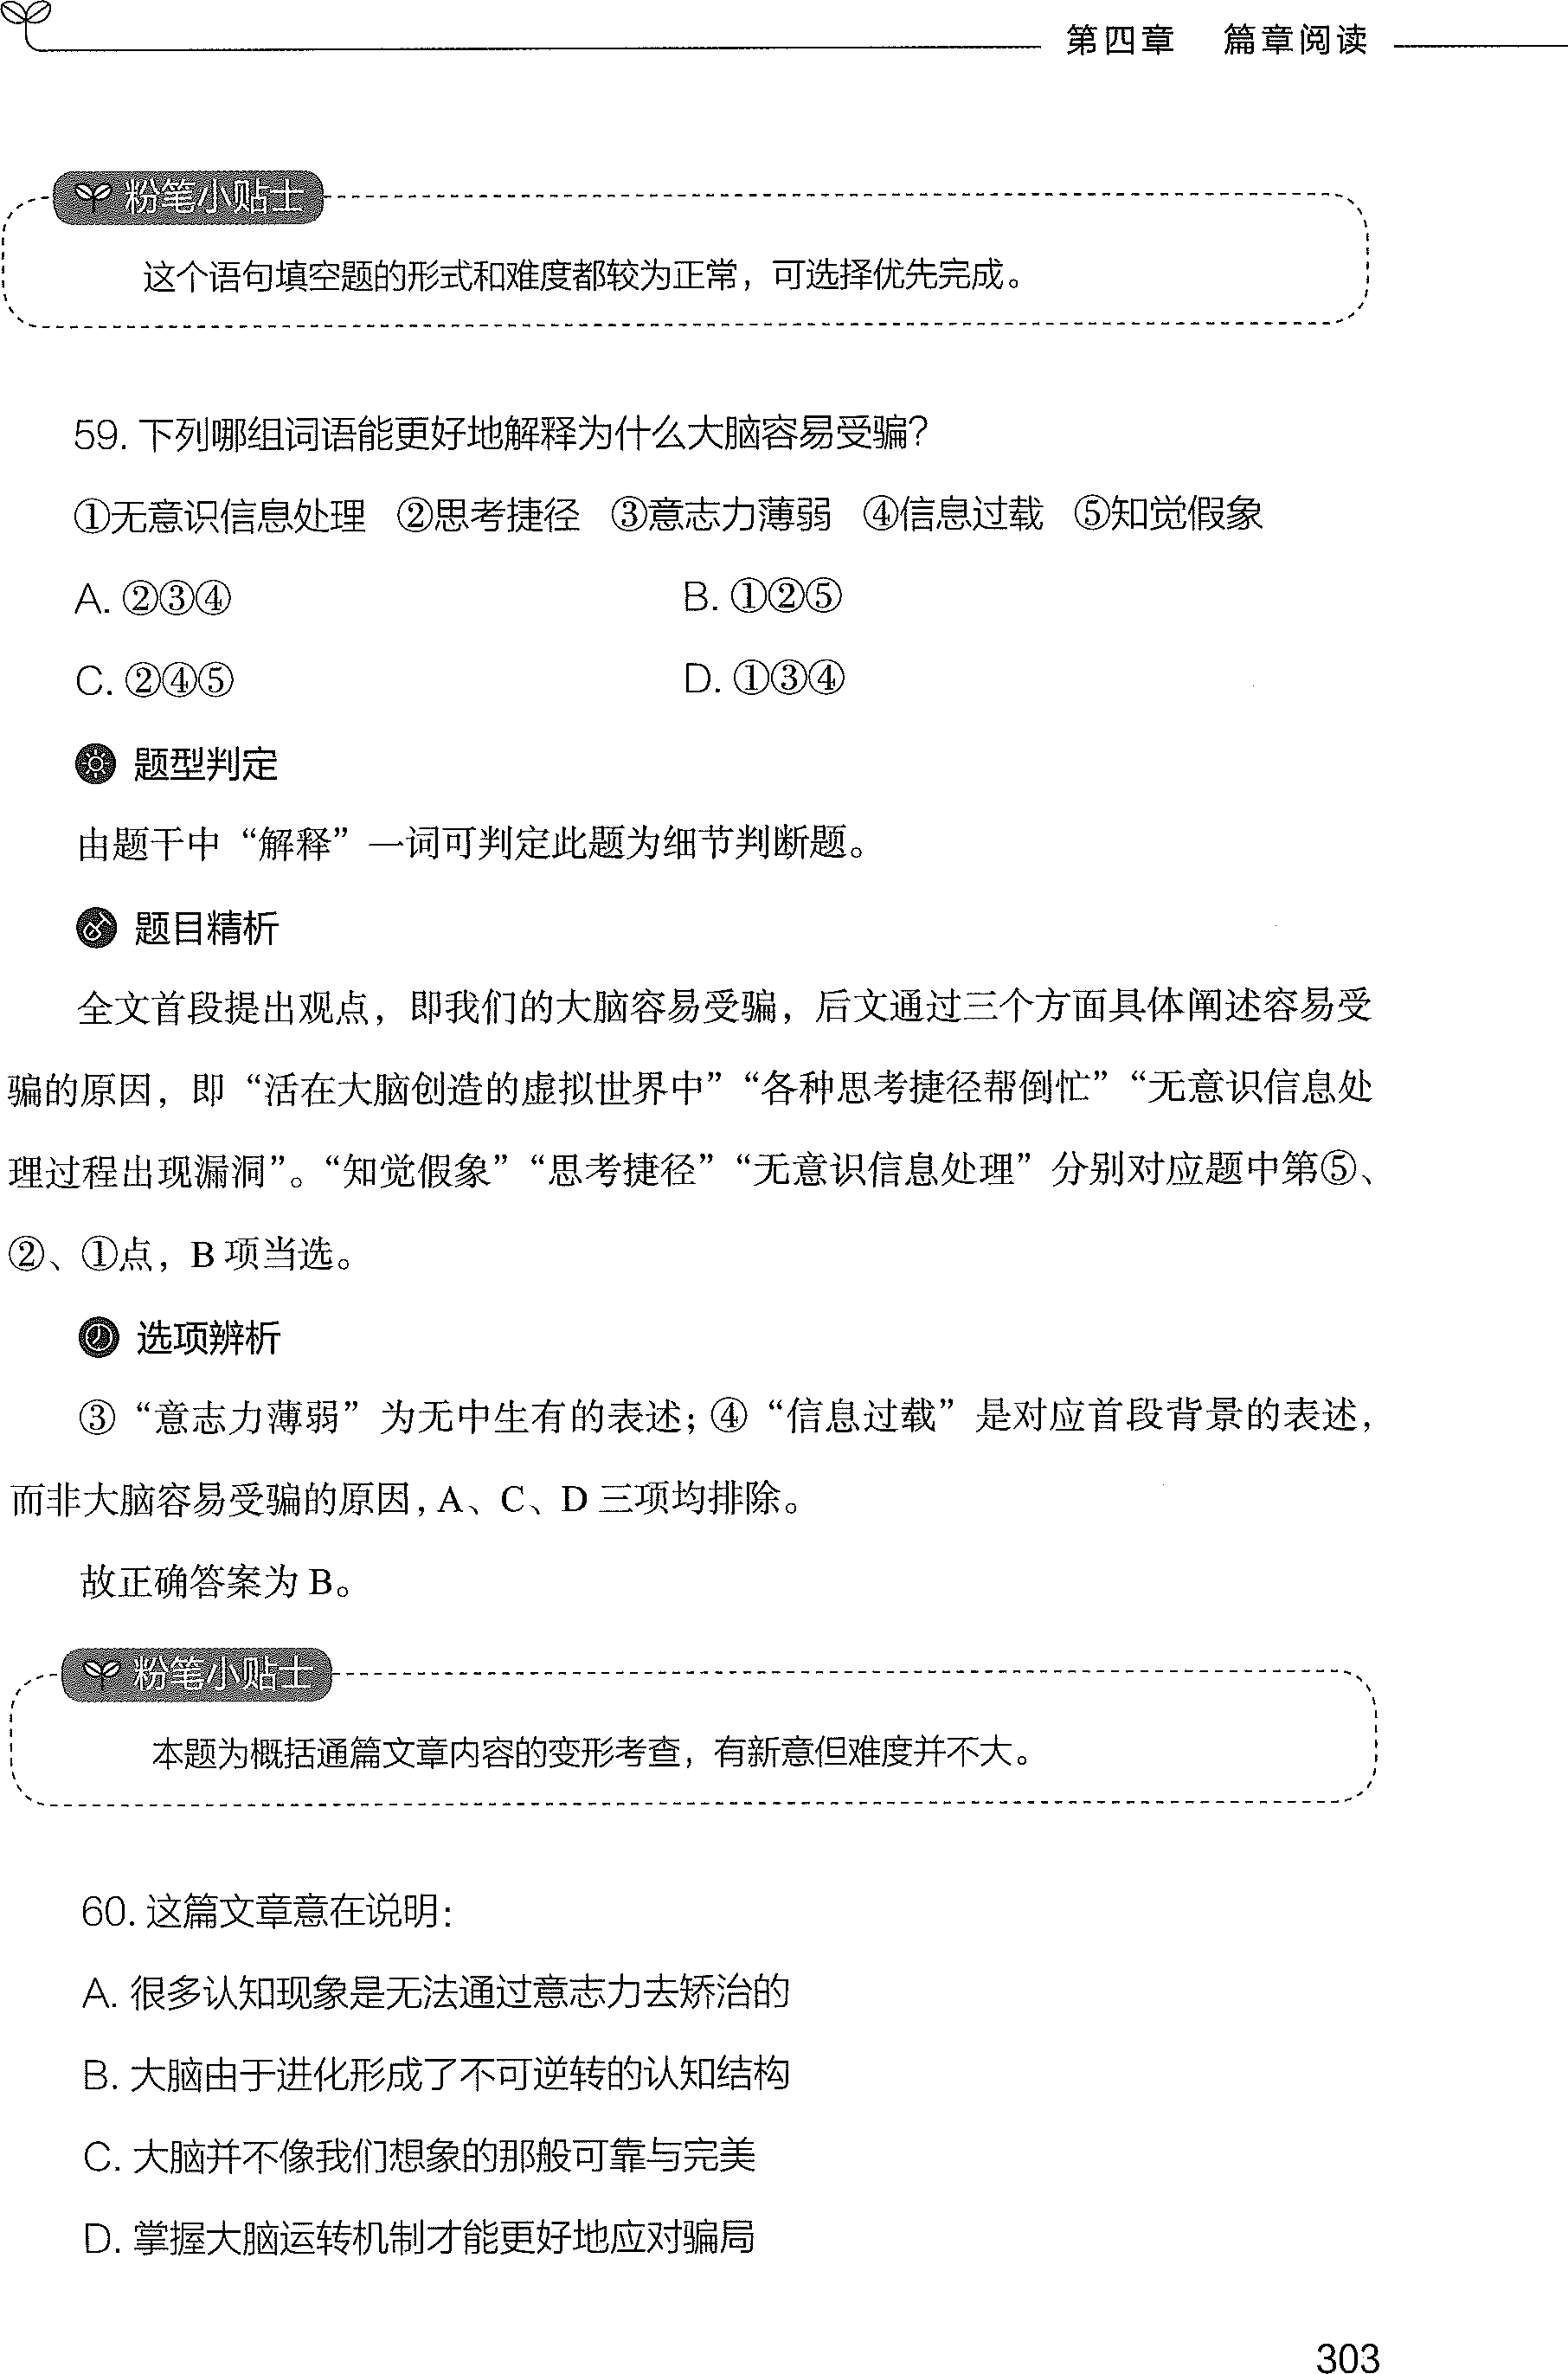 第四章 篇章阅读
粉笔小贴士
这个语句填空题的形式和难度都较为正常，可选择优先完成。
59. 下列哪组词语能更好地解释为什么大脑容易受骗？
①无意识信息处理 ②思考捷径 ③意志力薄弱 ④信息过载 ⑤知觉假象
A. ②③④ B. ①②⑤
C. ②④⑤ D. ①③④
题型判定
由题干中“解释”一词可判定此题为细节判断题。
题目精析
全文首段提出观点，即我们的大脑容易受骗，后文通过三个方面具体阐述容易受
骗的原因，即“活在大脑创造的虚拟世界中”“各种思考捷径帮倒忙”“无意识信息处
理过程出现漏洞”。“知觉假象”“思考捷径”“无意识信息处理”分别对应题中第⑤、
②、①点，B 项当选。
选项辨析
③“意志力薄弱”为无中生有的表述；④“信息过载”是对应首段背景的表述，
而非大脑容易受骗的原因，A、C、D 三项均排除。
故正确答案为 B。
粉笔小贴士
本题为概括通篇文章内容的变形考查，有新意但难度并不大。
60. 这篇文章意在说明：
A. 很多认知现象是无法通过意志力去矫治的
B. 大脑由于进化形成了不可逆转的认知结构
C. 大脑并不像我们想象的那般可靠与完美
D. 掌握大脑运转机制才能更好地应对骗局
303